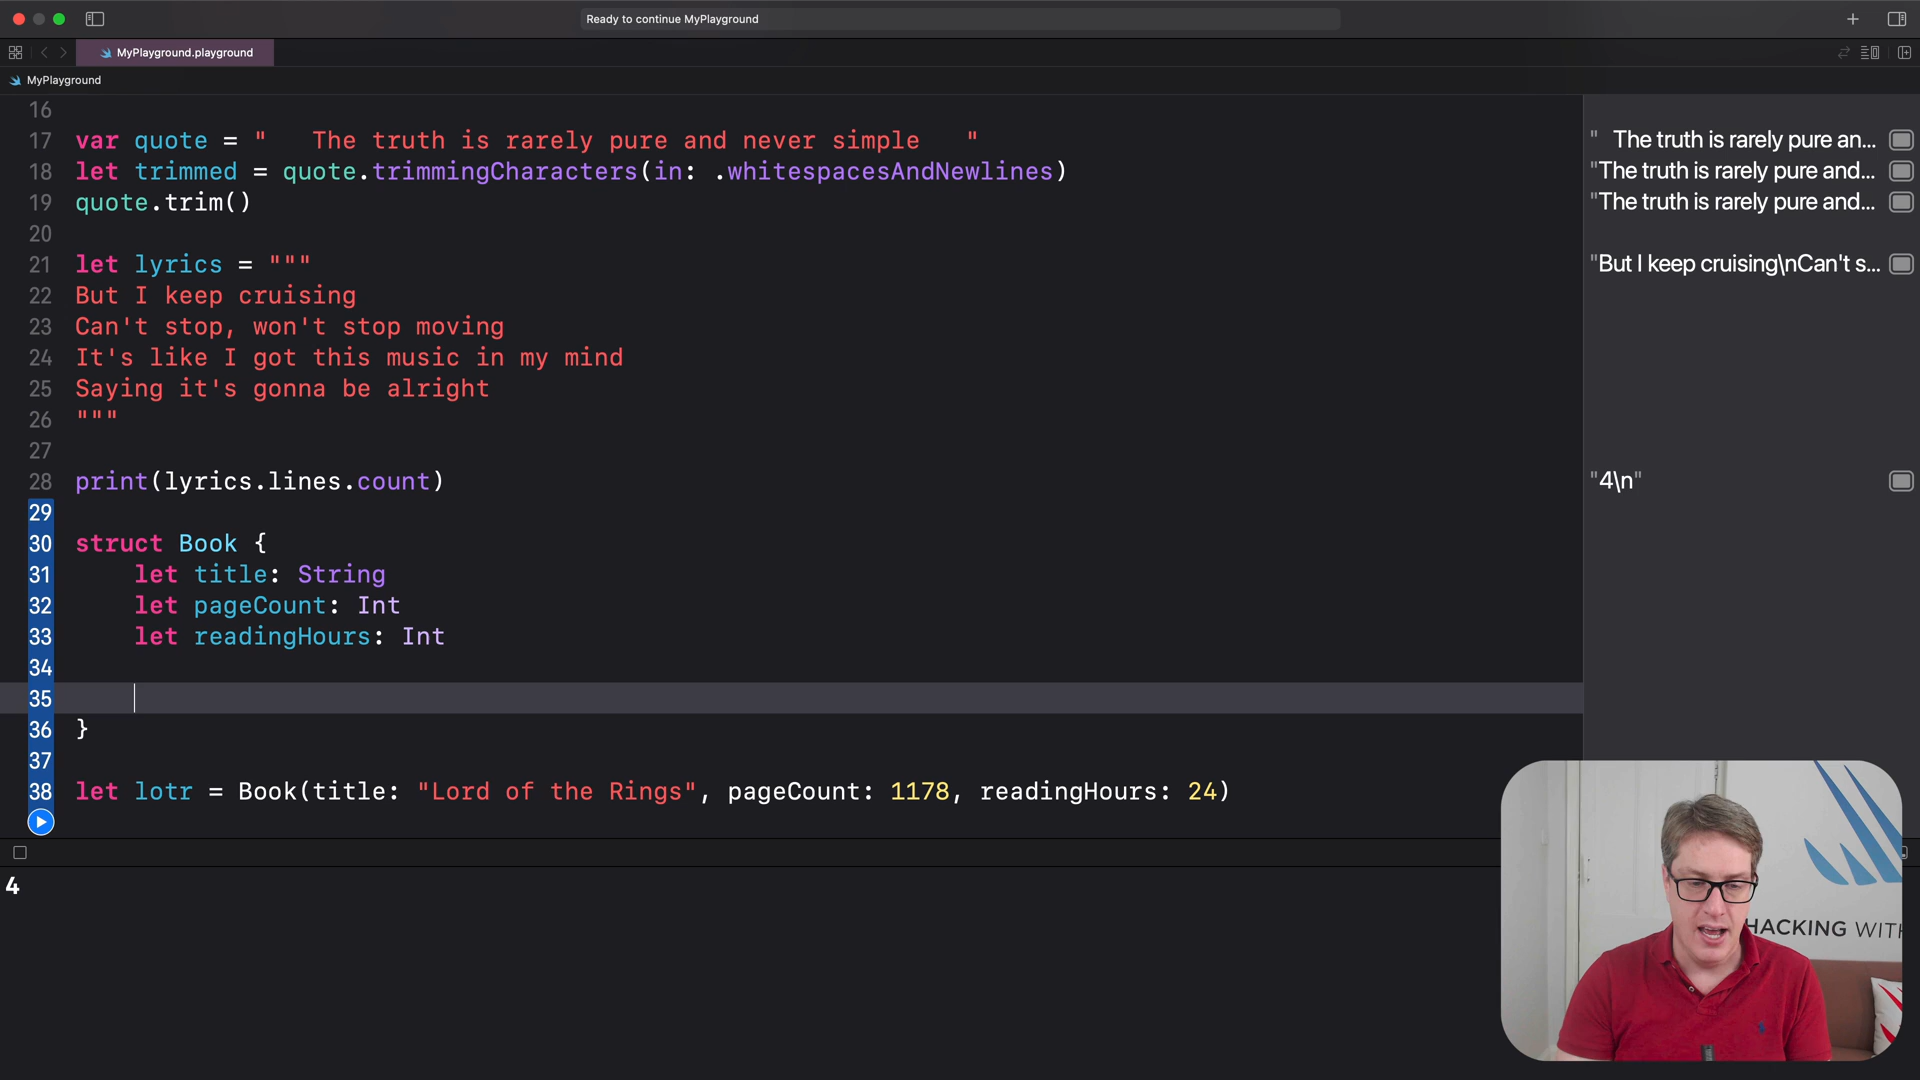 Ready to continue MyPlayground
MyPlayground.playground
MyPlayground
16
17 var quote = "   The truth is rarely pure and never simple   "
"   The truth is rarely pure an...
18 let trimmed = quote.trimmingCharacters(in: .whitespacesAndNewlines)
"The truth is rarely pure and...
19 quote.trim()
"The truth is rarely pure and...
20
21 let lyrics = """
"But I keep cruising\nCan't s...
22 But I keep cruising
23 Can't stop, won't stop moving
24 It's like I got this music in my mind
25 Saying it's gonna be alright
26 """
27
28 print(lyrics.lines.count)
"4\n"
29
30 struct Book {
31     let title: String
32     let pageCount: Int
33     let readingHours: Int
34
35
36 }
37
38 let lotr = Book(title: "Lord of the Rings", pageCount: 1178, readingHours: 24)
4
HACKING WITH